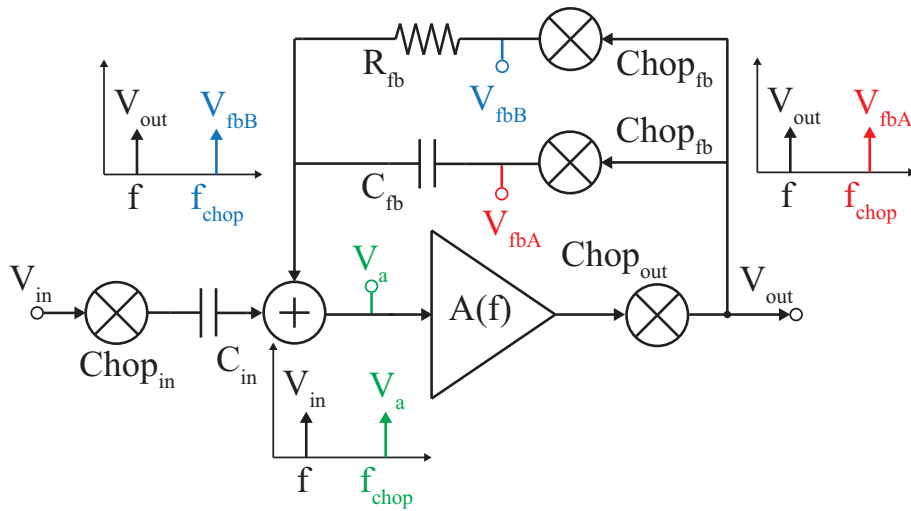 R_fb
Chop_fb
V_fbB
V_out
V_fbB
f
f_chop
C_fb
Chop_fb
V_fbA
V_out
V_fbA
f
f_chop
V_in
Chop_in
C_in
+
V_a
A(f)
Chop_out
V_out
V_in
V_a
f
f_chop